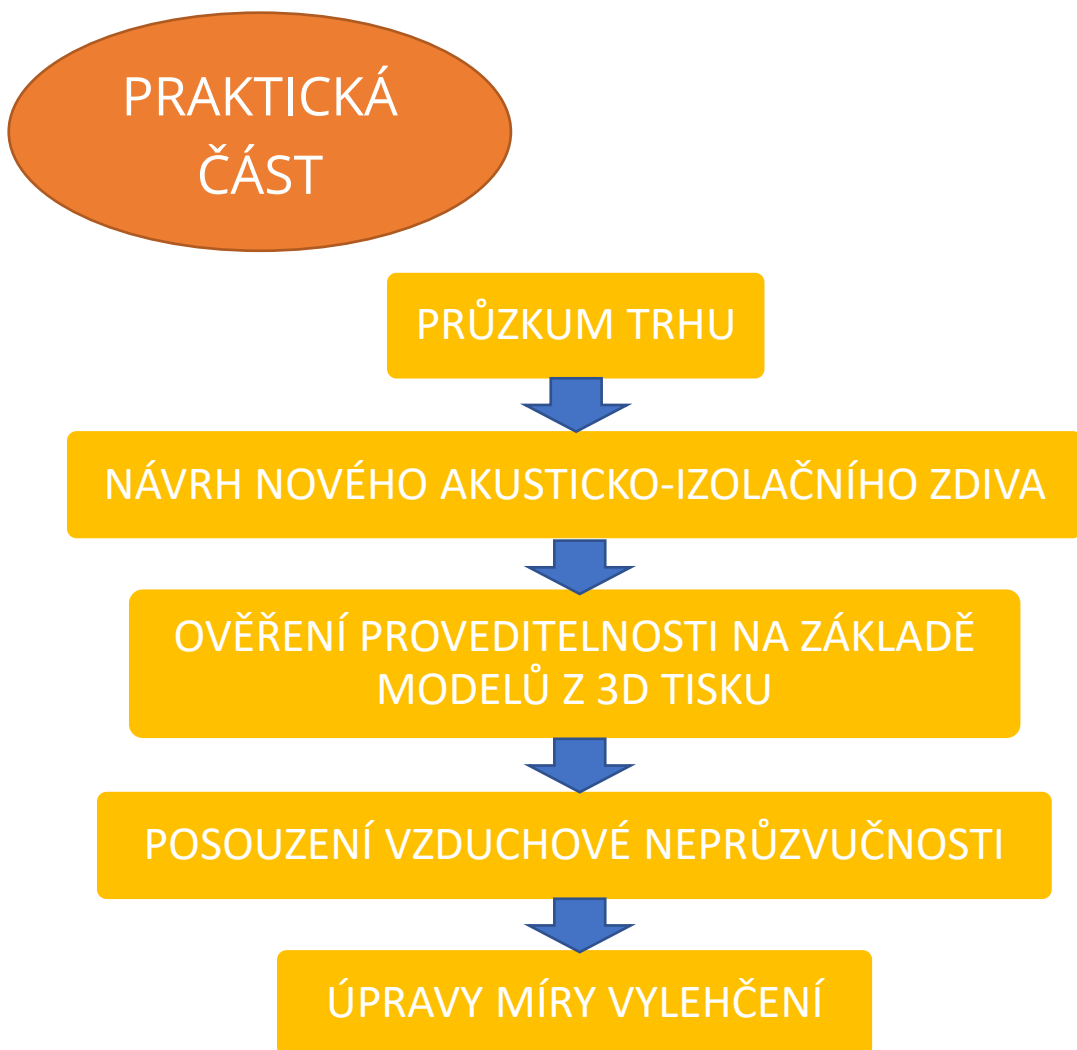 PRAKTICKÁ
ČÁST
PRŮZKUM TRHU
NÁVRH NOVÉHO AKUSTICKO-IZOLAČNÍHO ZDIVA
OVĚŘENÍ PROVEDITELNOSTI NA ZÁKLADĚ
MODELŮ Z 3D TISKU
POSOUZENÍ VZDUCHOVÉ NEPRŮZVUČNOSTI
ÚPRAVY MÍRY VYLEHČENÍ